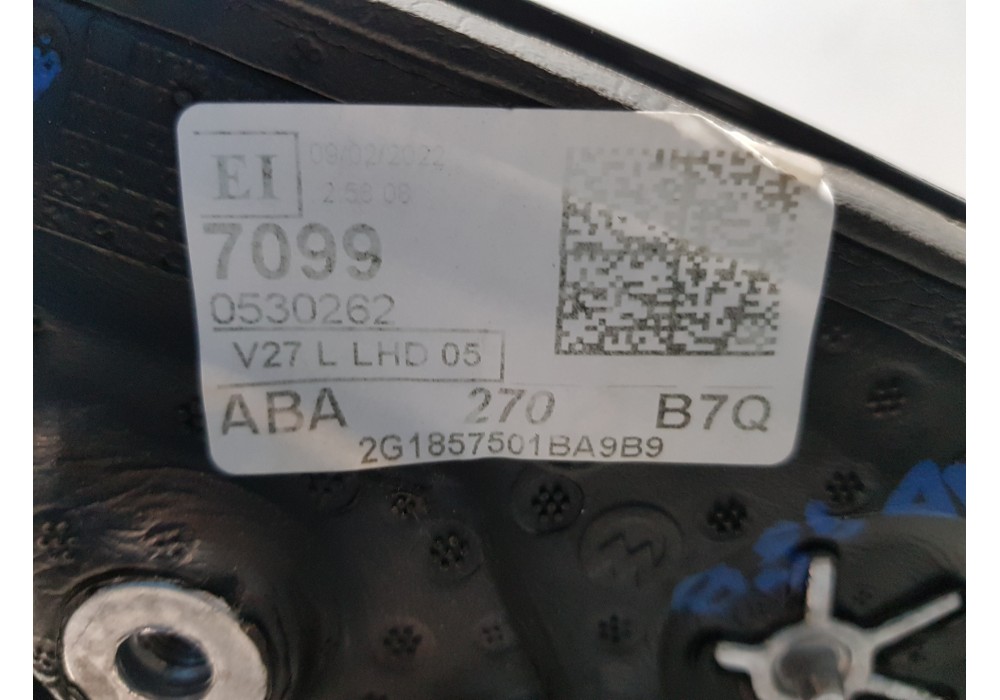 EI 09/02/2022
2 58 08
7099
0530262
V27 L LHD 05
ABA 270 B7Q
2G1857501BA9B9